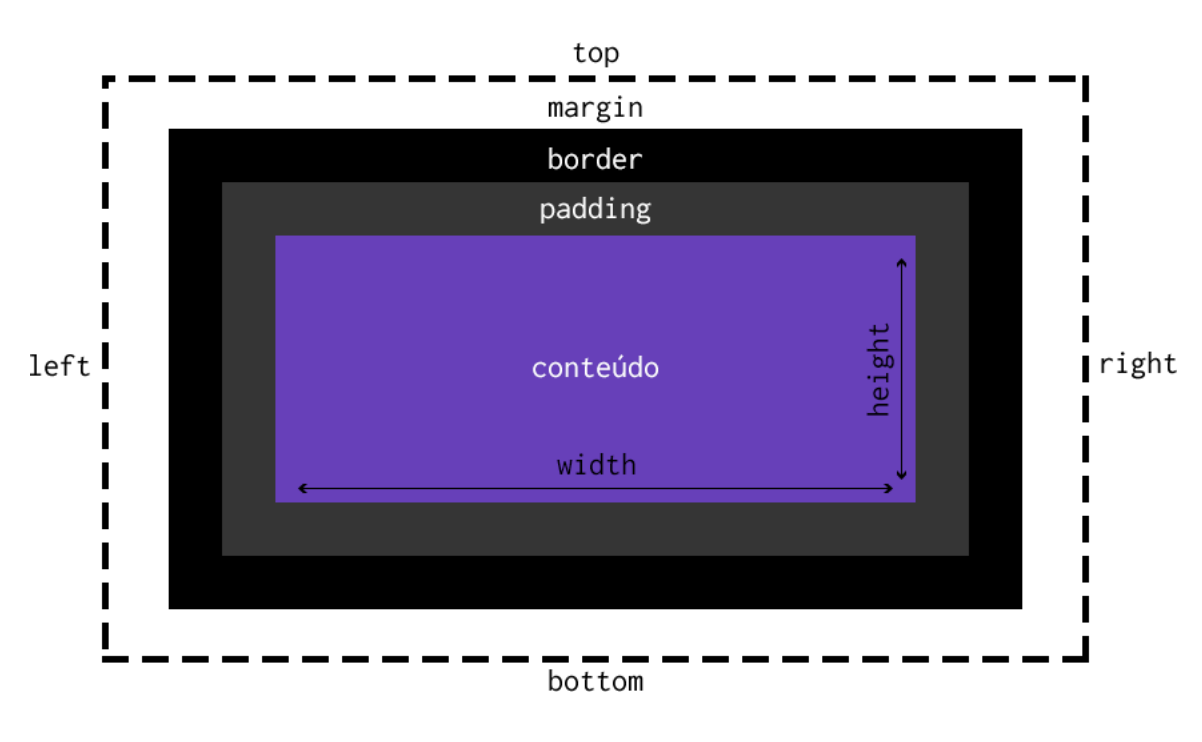 top
margin
border
padding
left
conteúdo
height
right
width
bottom